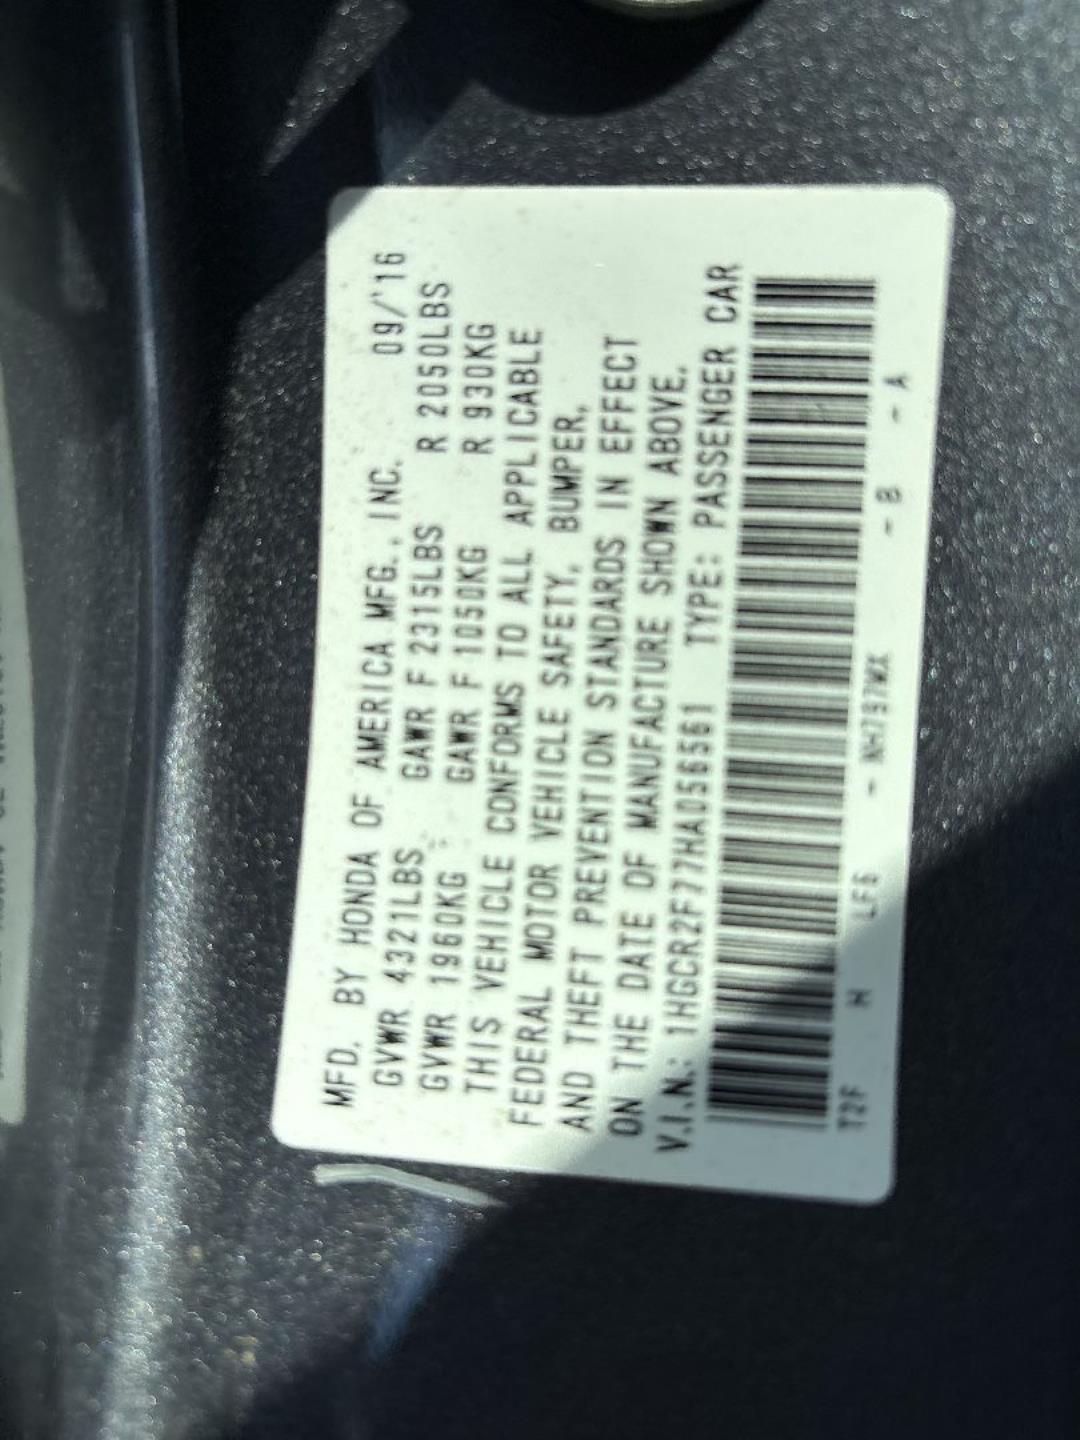 MFD. BY HONDA OF AMERICA MFG., INC. 09/'16
GVWR 4321LBS GAWR F 2315LBS R 2050LBS
GVWR 1960KG GAWR F 1050KG R 930KG
THIS VEHICLE CONFORMS TO ALL APPLICABLE
FEDERAL MOTOR VEHICLE SAFETY, BUMPER,
AND THEFT PREVENTION STANDARDS IN EFFECT
ON THE DATE OF MANUFACTURE SHOWN ABOVE.
V.I.N.: 1HGCR2F77HA056561 TYPE: PASSENGER CAR
T2F H LF6 - NH797MX - B - A